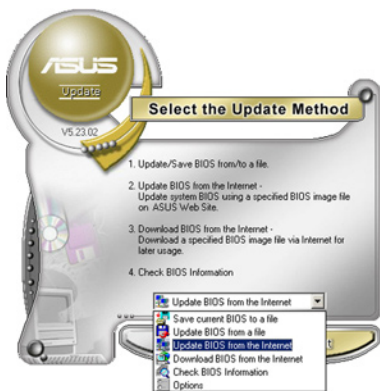 ASUS
Update
V5.23.02
Select the Update Method
1. Update/Save BIOS from/to a file.
2. Update BIOS from the Internet -
Update system BIOS using a specified BIOS image file
on ASUS Web Site.
3. Download BIOS from the Internet -
Download a specified BIOS image file via Internet for
later usage.
4. Check BIOS Information
Update BIOS from the Internet
Save current BIOS to a file
Update BIOS from a file
Update BIOS from the Internet
Download BIOS from the Internet
Check BIOS Information
Options